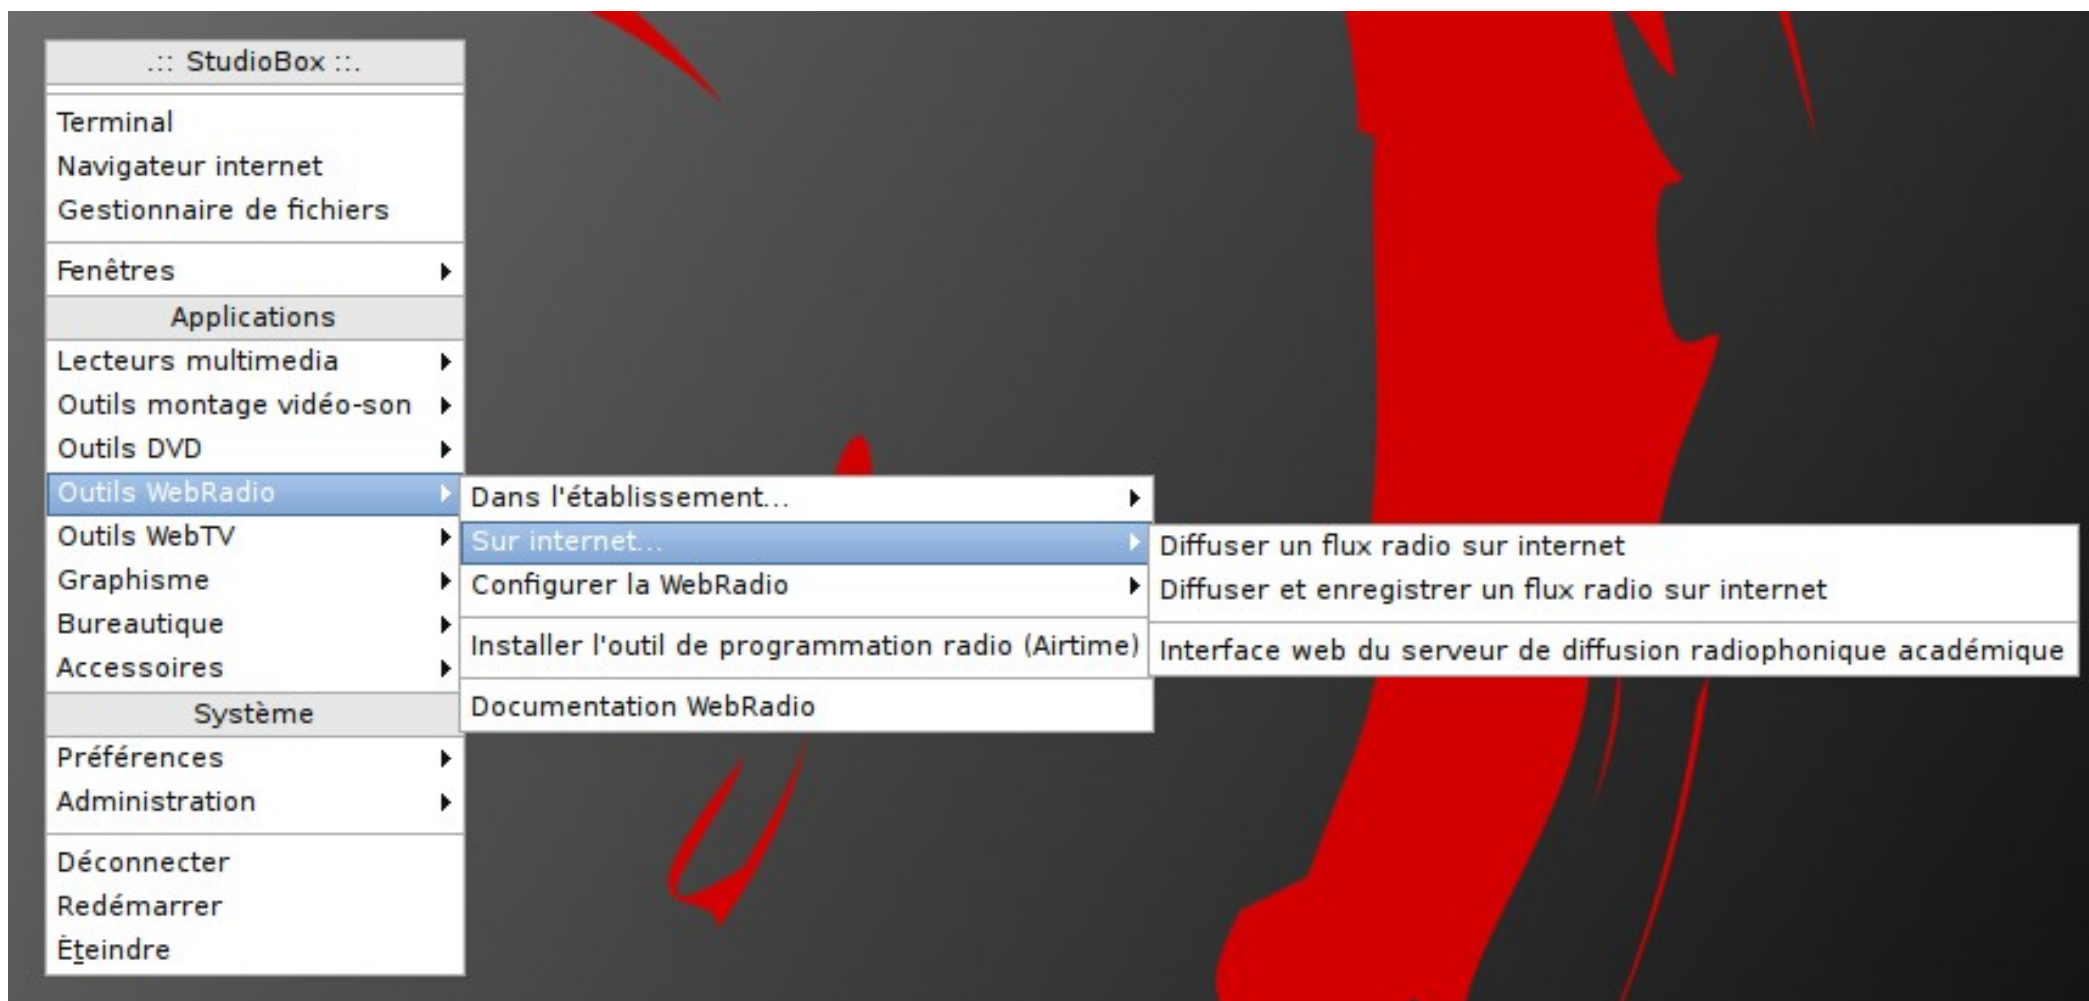 .:: StudioBox ::.
Terminal
Navigateur internet
Gestionnaire de fichiers
Fenêtres
Applications
Lecteurs multimedia
Outils montage vidéo-son
Outils DVD
Outils WebRadio
Outils WebTV
Graphisme
Bureautique
Accessoires
Système
Préférences
Administration
Déconnecter
Redémarrer
Éteindre
Dans l'établissement...
Sur internet...
Configurer la WebRadio
Installer l'outil de programmation radio (Airtime)
Documentation WebRadio
Diffuser un flux radio sur internet
Diffuser et enregistrer un flux radio sur internet
Interface web du serveur de diffusion radiophonique académique